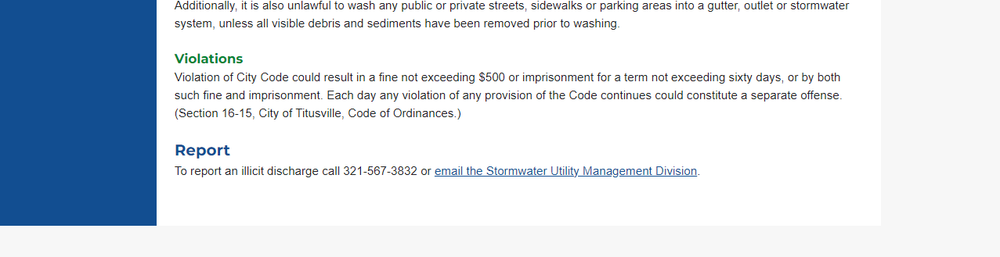 Additionally, it is also unlawful to wash any public or private streets, sidewalks or parking areas into a gutter, outlet or stormwater
system, unless all visible debris and sediments have been removed prior to washing.
Violations
Violation of City Code could result in a fine not exceeding $500 or imprisonment for a term not exceeding sixty days, or by both
such fine and imprisonment. Each day any violation of any provision of the Code continues could constitute a separate offense.
(Section 16-15, City of Titusville, Code of Ordinances.)
Report
To report an illicit discharge call 321-567-3832 or email the Stormwater Utility Management Division.